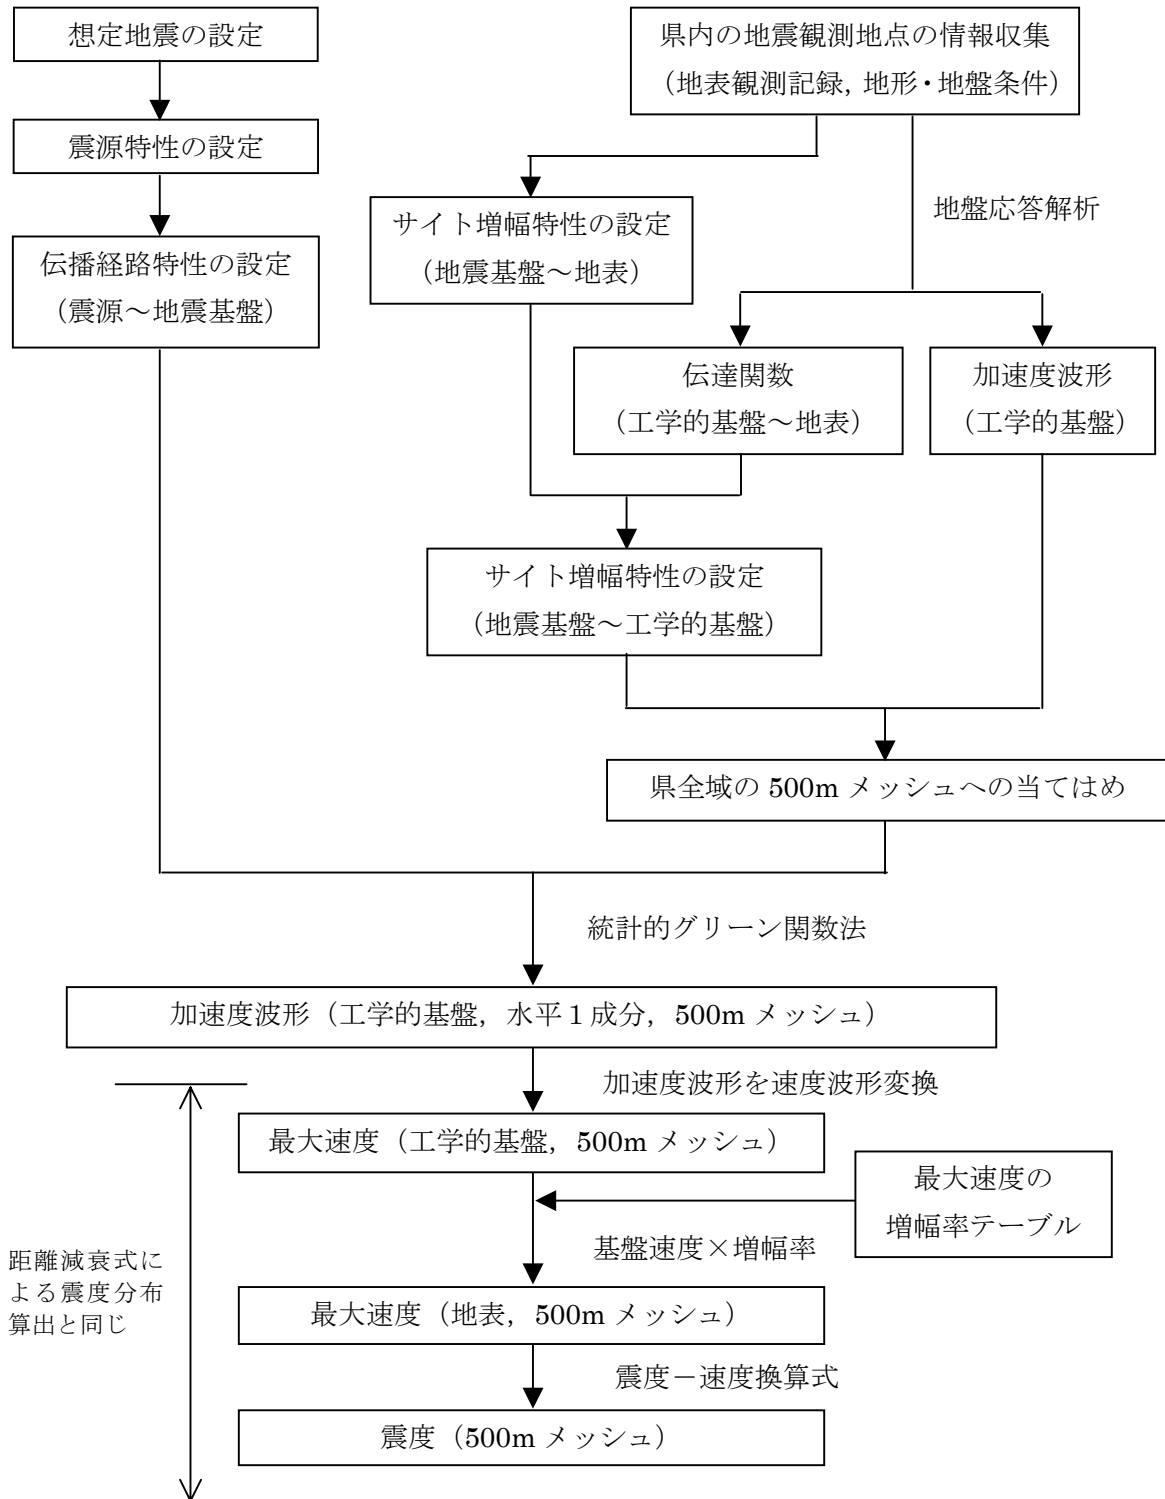 想定地震の設定
県内の地震観測地点の情報収集
（地表観測記録，地形・地盤条件）
震源特性の設定
地盤応答解析
サイト増幅特性の設定
（地震基盤～地表）
伝播経路特性の設定
（震源～地震基盤）
伝達関数
（工学的基盤～地表）
加速度波形
（工学的基盤）
サイト増幅特性の設定
（地震基盤～工学的基盤）
県全域の 500m メッシュへの当てはめ
統計的グリーン関数法
加速度波形（工学的基盤，水平１成分，500m メッシュ）
加速度波形を速度波形変換
最大速度（工学的基盤，500m メッシュ）
最大速度の
増幅率テーブル
基盤速度×増幅率
距離減衰式に
よる震度分布
算出と同じ
最大速度（地表，500m メッシュ）
震度－速度換算式
震度（500m メッシュ）